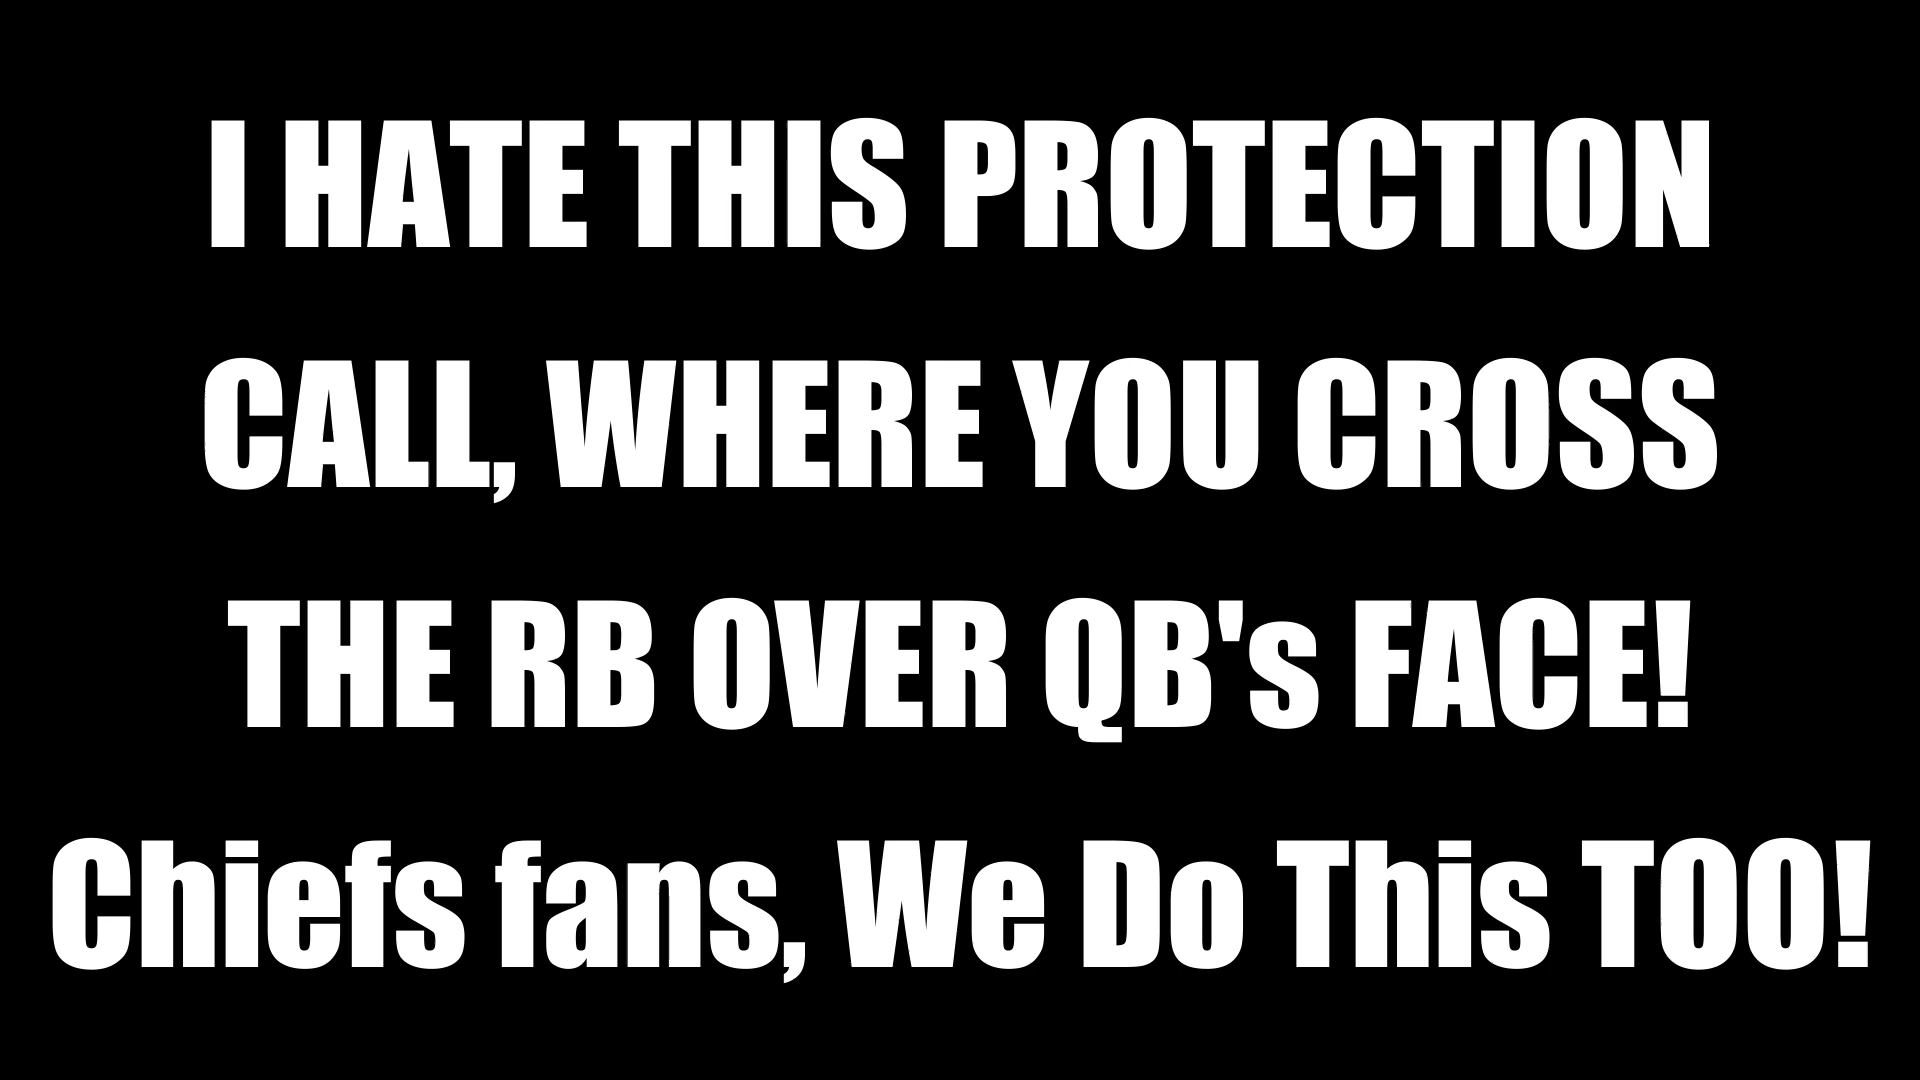 I HATE THIS PROTECTION
CALL, WHERE YOU CROSS
THE RB OVER QB's FACE!
Chiefs fans, We Do This TOO!